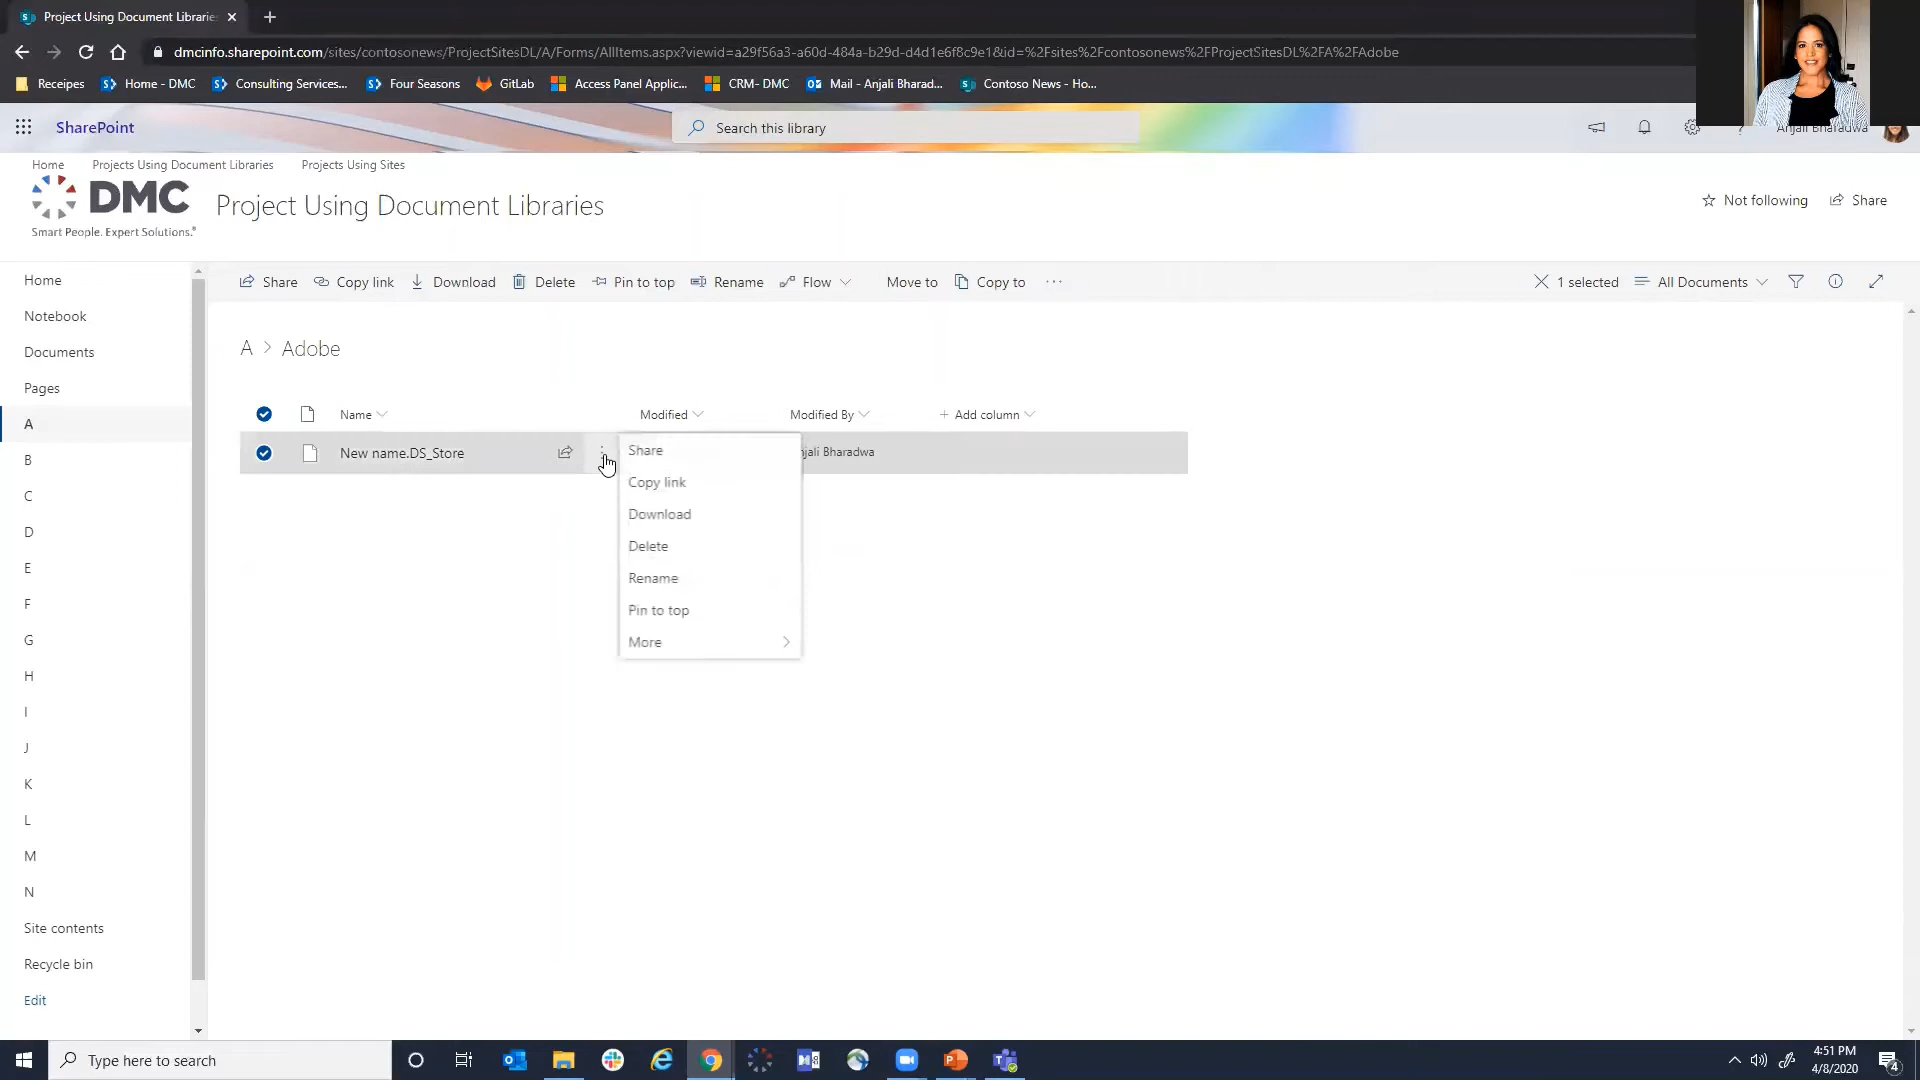 Project Using Document Libraries
dmcinfo.sharepoint.com/sites/contosonews/ProjectSitesDL/A/Forms/AllItems.aspx?viewid=a29f56a3-a60d-484a-b29d-d4d1e6f8c9e1&id=%2Fsites%2Fcontosonews%2FProjectSitesDL%2FA%2FAdobe
Receipes Home - DMC Consulting Services... Four Seasons GitLab Access Panel Applic... CRM- DMC Mail - Anjali Bharad... Contoso News - Ho...
SharePoint Search this library ? Anjali Bharadwa
Home Projects Using Document Libraries Projects Using Sites
DMC Project Using Document Libraries Not following Share
Smart People. Expert Solutions.®
Home Share Copy link Download Delete Pin to top Rename Flow Move to Copy to ... 1 selected All Documents
Notebook
Documents
A > Adobe
Pages
Name Modified Modified By + Add column
A
New name.DS_Store njali Bharadwa
Share
B
Copy link
C
Download
D
Delete
E
Rename
F
Pin to top
G
More
H
I
J
K
L
M
N
Site contents
Recycle bin
Edit
Type here to search 4:51 PM
4/8/2020
4